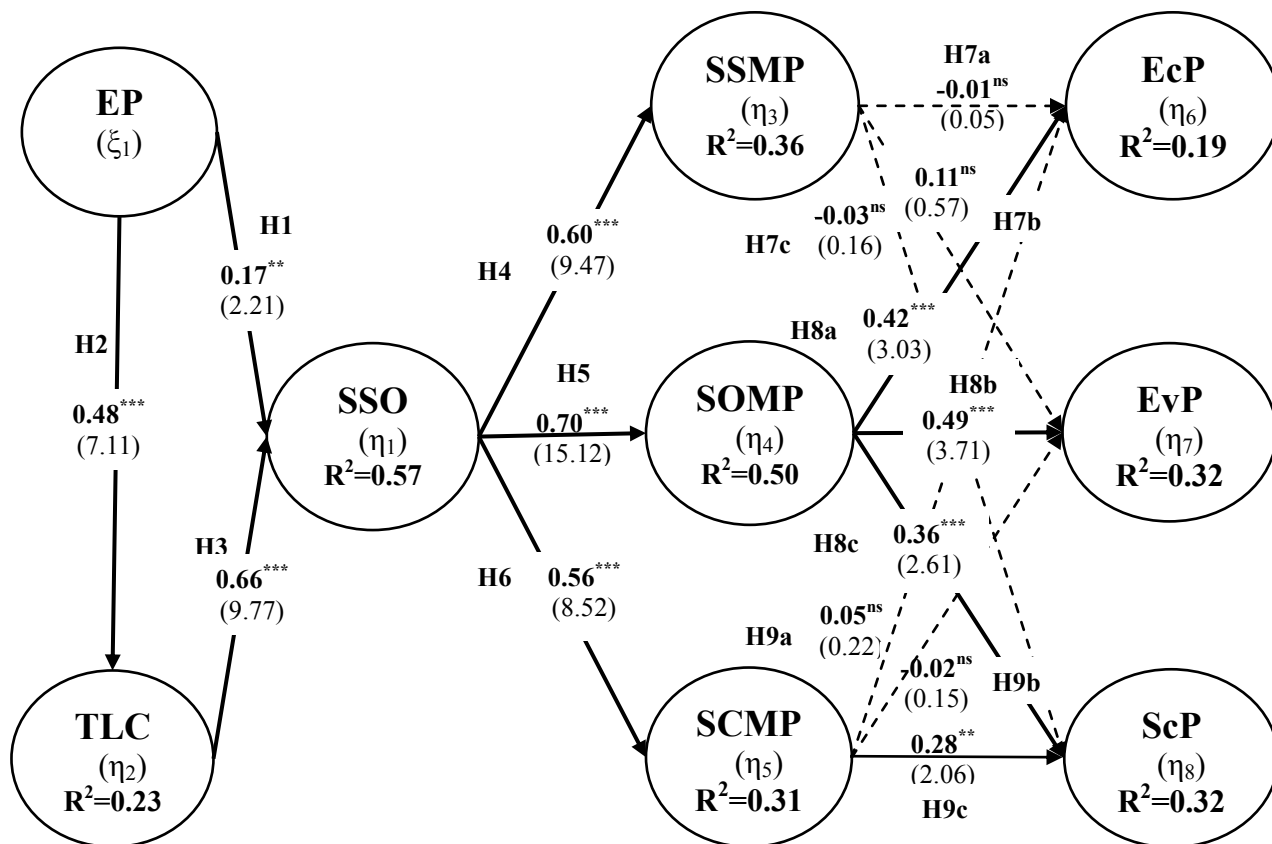 EP
(ξ₁)
H1
0.17**
(2.21)
H2
0.48***
(7.11)
H3
0.66***
(9.77)
TLC
(η₂)
R²=0.23
SSO
(η₁)
R²=0.57
H4
0.60***
(9.47)
H5
0.70***
(15.12)
H6
0.56***
(8.52)
SSMP
(η₃)
R²=0.36
SOMP
(η₄)
R²=0.50
SCMP
(η₅)
R²=0.31
H7a
-0.01ns
(0.05)
0.11ns
(0.57)
H7b
H7c
-0.03ns
(0.16)
H8a
0.42***
(3.03)
H8b
0.49***
(3.71)
H8c
0.36***
(2.61)
H9a
0.05ns
(0.22)
-0.02ns
(0.15)
H9b
0.28**
(2.06)
H9c
EcP
(η₆)
R²=0.19
EvP
(η₇)
R²=0.32
ScP
(η₈)
R²=0.32